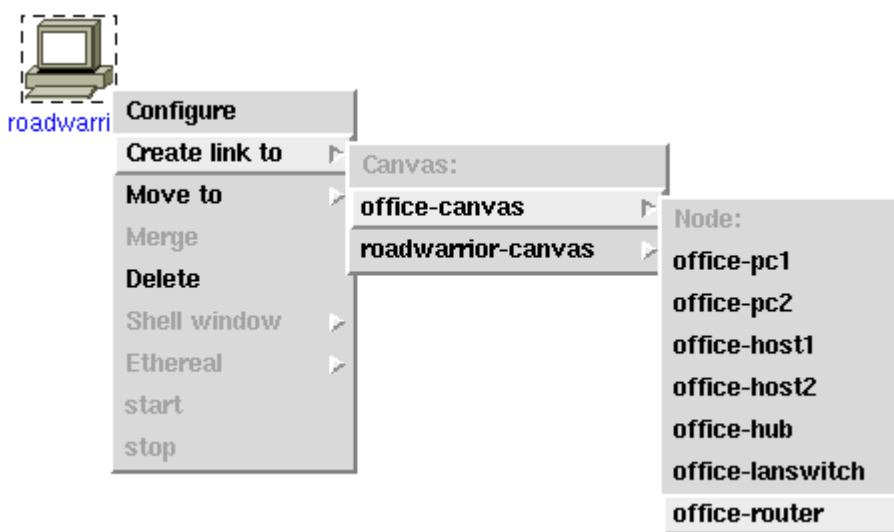 roadwarri
Configure
Create link to
Move to
Merge
Delete
Shell window
Ethereal
start
stop
Canvas:
office-canvas
roadwarrior-canvas
Node:
office-pc1
office-pc2
office-host1
office-host2
office-hub
office-lanswitch
office-router